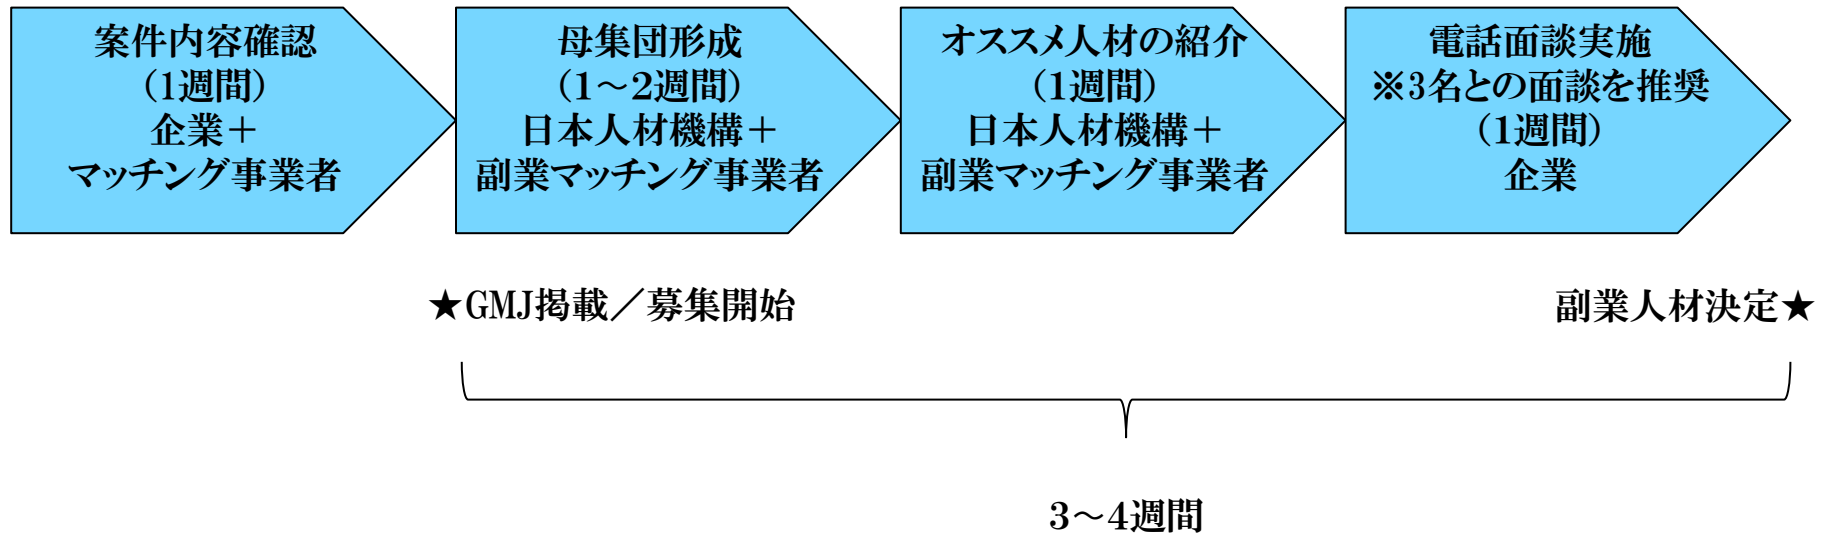 案件内容確認
（1週間）
企業＋
マッチング事業者
母集団形成
（1～2週間）
日本人材機構＋
副業マッチング事業者
オススメ人材の紹介
（1週間）
日本人材機構＋
副業マッチング事業者
電話面談実施
※3名との面談を推奨
（1週間）
企業
★GMJ掲載／募集開始
副業人材決定★
3～4週間